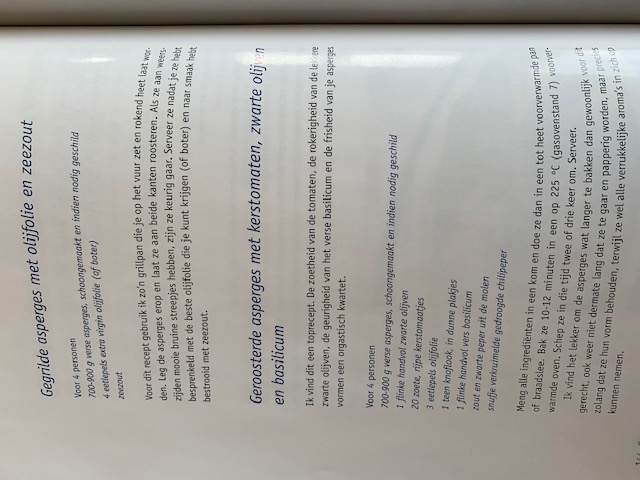 Gegrilde asperges met olijfolie en zeezout
Voor 4 personen
700-900 g verse asperges, schoongemaakt en indien nodig geschild
4 eetlepels extra virgin olijfolie (of boter)
zeezout
Voor dit recept gebruik ik zo'n grillpan die je op het vuur zet en rokend heet laat wor-
den. Leg de asperges erop en laat ze aan beide kanten roosteren. Als ze aan weers-
zijden mooie bruine streepjes hebben, zijn ze keurig gaar. Serveer ze nadat je ze hebt
besprenkeld met de beste olijfolie die je kunt krijgen (of boter) en naar smaak hebt
bestrooid met zeezout.
Geroosterde asperges met kerstomaten, zwarte olijven
en basilicum
Ik vind dit een toprecept. De zoetheid van de tomaten, de rokerigheid van de
zwarte olijven, de geurigheid van het verse basilicum en de frisheid van je asperges
vormen een orgastisch kwartet.
Voor 4 personen
700-900 g verse asperges, schoongemaakt en indien nodig geschild
1 flinke handvol zwarte olijven
20 zoete, rijpe kerstomaatjes
3 eetlepels olijfolie
1 teen knoflook, in dunne plakjes
1 flinke handvol vers basilicum
zout en zwarte peper uit de molen
snufje verkruimelde gedroogde chilipeper
Meng alle ingrediënten in een kom en doe ze dan in een tot heet voorverwarmde pan
of braadslee. Bak ze 10-12 minuten in een op 225 °C (gasovenstand 7) voorver-
warmde oven. Schep ze in die tijd twee of drie keer om. Serveer.
Ik vind het lekker om de asperges wat langer te bakken dan gewoonlijk voor dit
gerecht, ook weer niet dermate lang dat ze te gaar en papperig worden, maar precies
zolang dat ze hun vorm behouden, terwijl ze wel alle verrukkelijke aroma's in zich op
kunnen nemen.